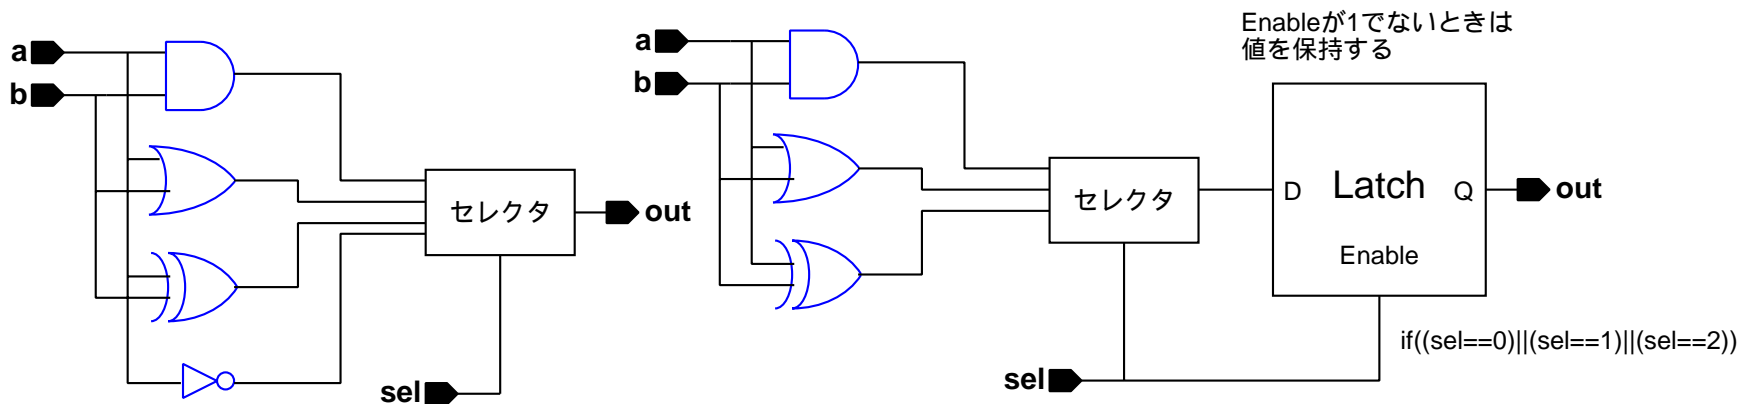 a
b
セレクタ
out
sel
a
b
セレクタ
sel
Enableが1でないときは
値を保持する
D
Latch
Q
Enable
out
if((sel==0)||(sel==1)||(sel==2))